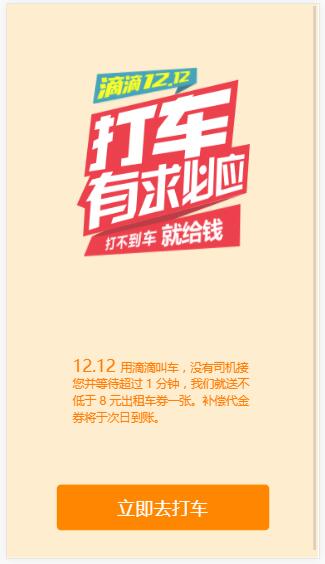 滴滴12.12
打车
有求必应
打不到车 就给钱
12.12 用滴滴叫车，没有司机接
您并等待超过 1 分钟，我们就送不
低于 8 元出租车券一张。补偿代金
券将于次日到账。
立即去打车